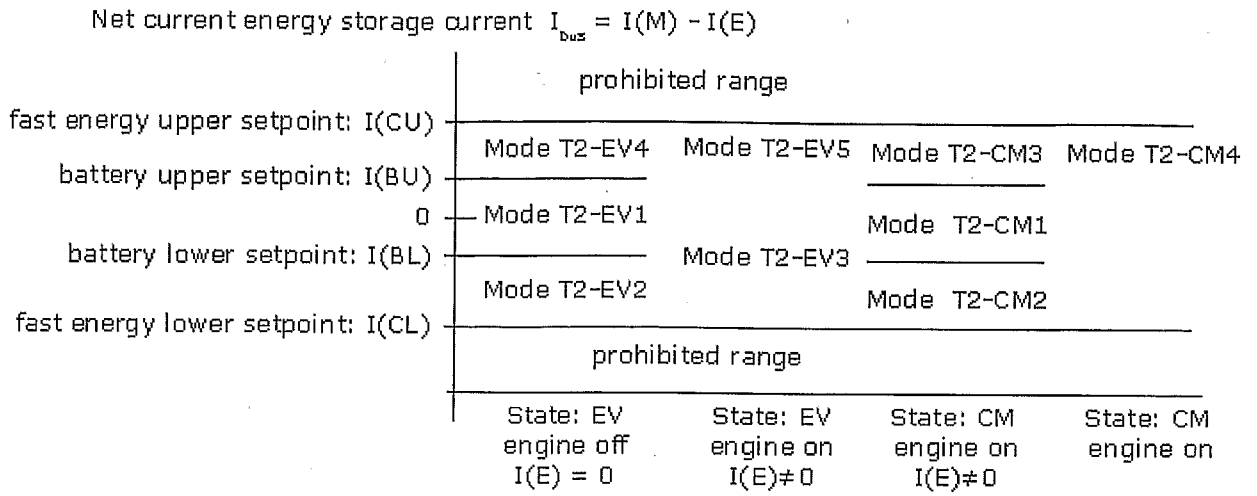 Net current energy storage current I_bus = I(M) - I(E)
prohibited range
fast energy upper setpoint: I(CU)
Mode T2-EV4 Mode T2-EV5 Mode T2-CM3 Mode T2-CM4
battery upper setpoint: I(BU)
0 Mode T2-EV1 Mode T2-CM1
battery lower setpoint: I(BL)
Mode T2-EV3
Mode T2-EV2 Mode T2-CM2
fast energy lower setpoint: I(CL)
prohibited range
State: EV State: EV State: CM State: CM
engine off engine on engine on engine on
I(E) = 0 I(E)≠0 I(E)≠0